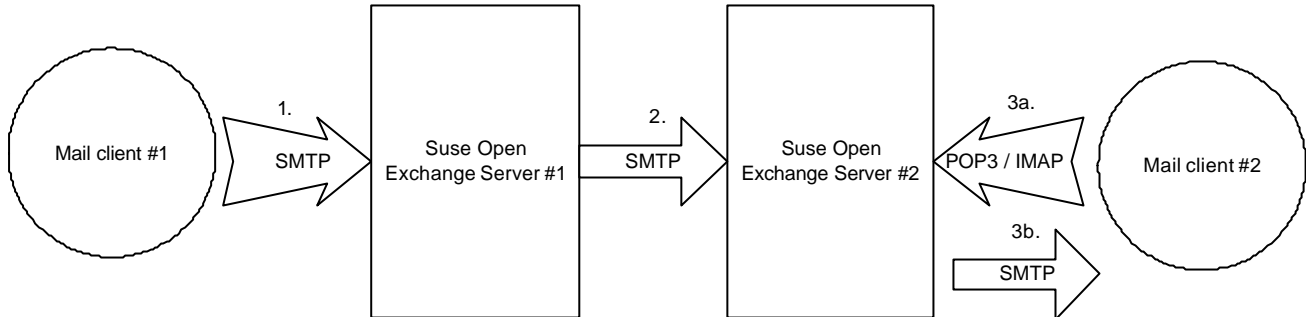 Mail client #1
1.
SMTP
Suse Open
Exchange Server #1
2.
SMTP
Suse Open
Exchange Server #2
3a.
POP3 / IMAP
3b.
SMTP
Mail client #2